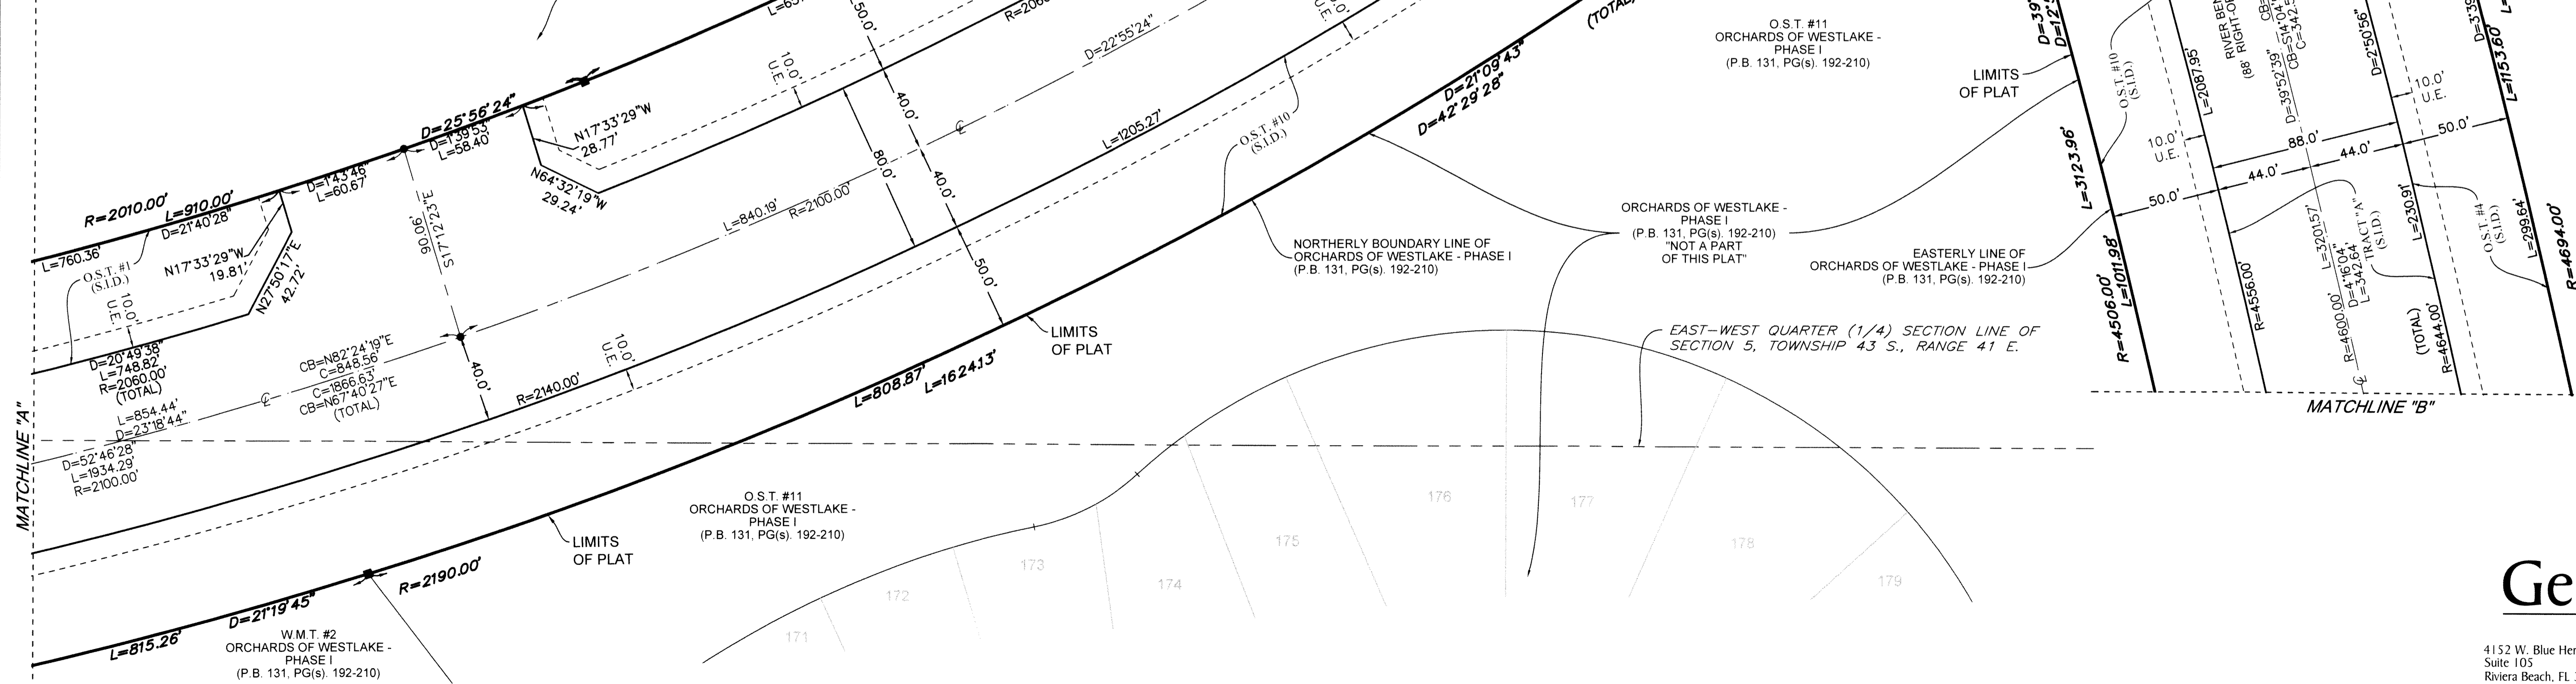 MATCHLINE "A"
R=2010.00'
L=910.00'
D=25°56'24"
D=1°39'53"
L=58.40'
D=1°43'46"
L=60.67'
D=21°40'28"
L=760.36'
O.S.T. #1
(S.I.D.)
10.0'
U.E.
N17°33'29"W
19.81'
N27°50'17"E
42.72'
S17°12'23"E
90.06'
N17°33'29"W
28.77'
N64°32'19"W
29.24'
10.0'
U.E.
50.0'
40.0'
80.0'
40.0'
50.0'
D=22°55'24"
L=840.19'
R=2100.00'
L=1205.27'
O.S.T. #10
(S.I.D.)
D=21°09'43"
D=42°29'28"
(TOTAL)
D=20°49'38"
L=748.82'
R=2060.00'
(TOTAL)
CB=N82°24'19"E
C=848.56'
C=1866.63'
CB=N67°40'27"E
(TOTAL)
L=854.44'
D=23°18'44"
D=52°46'28"
L=1934.29'
R=2100.00'
40.0'
R=2140.00'
10.0'
U.E.
L=808.87'
L=1624.13'
LIMITS
OF PLAT
NORTHERLY BOUNDARY LINE OF
ORCHARDS OF WESTLAKE - PHASE I
(P.B. 131, PG(s). 192-210)
O.S.T. #11
ORCHARDS OF WESTLAKE -
PHASE I
(P.B. 131, PG(s). 192-210)
ORCHARDS OF WESTLAKE -
PHASE I
(P.B. 131, PG(s). 192-210)
"NOT A PART
OF THIS PLAT"
LIMITS
OF PLAT
EASTERLY LINE OF
ORCHARDS OF WESTLAKE - PHASE I
(P.B. 131, PG(s). 192-210)
EAST-WEST QUARTER (1/4) SECTION LINE OF
SECTION 5, TOWNSHIP 43 S., RANGE 41 E.
O.S.T. #11
ORCHARDS OF WESTLAKE -
PHASE I
(P.B. 131, PG(s). 192-210)
LIMITS
OF PLAT
R=2190.00'
D=21°19'45"
L=815.26'
W.M.T. #2
ORCHARDS OF WESTLAKE -
PHASE I
(P.B. 131, PG(s). 192-210)
171
172
173
174
175
176
177
178
179
L=3123.96'
R=4506.00'
L=1011.98'
O.S.T. #10
(S.I.D.)
L=2087.95'
10.0'
U.E.
50.0'
88.0'
44.0'
44.0'
50.0'
D=39°52'39"
D=2°50'56"
10.0'
U.E.
L=1153.60'
R=4556.00'
L=3201.57'
R=4600.00'
D=4°16'04"
L=342.64'
TRACT "A"
(S.I.D.)
L=230.91'
(TOTAL)
R=4644.00'
O.S.T. #4
(S.I.D.)
L=299.64'
R=4694.00'
MATCHLINE "B"
Ge
4152 W. Blue Her
Suite 105
Riviera Beach, FL